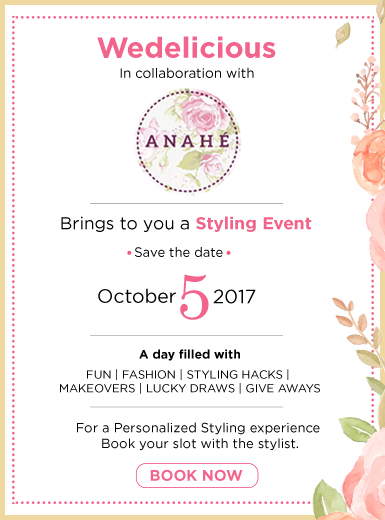 Wedelicious
In collaboration with
ANAHÉ
Brings to you a Styling Event
• Save the date •
October 5 2017
A day filled with
FUN | FASHION | STYLING HACKS |
MAKEOVERS | LUCKY DRAWS | GIVE AWAYS
For a Personalized Styling experience
Book your slot with the stylist.
BOOK NOW